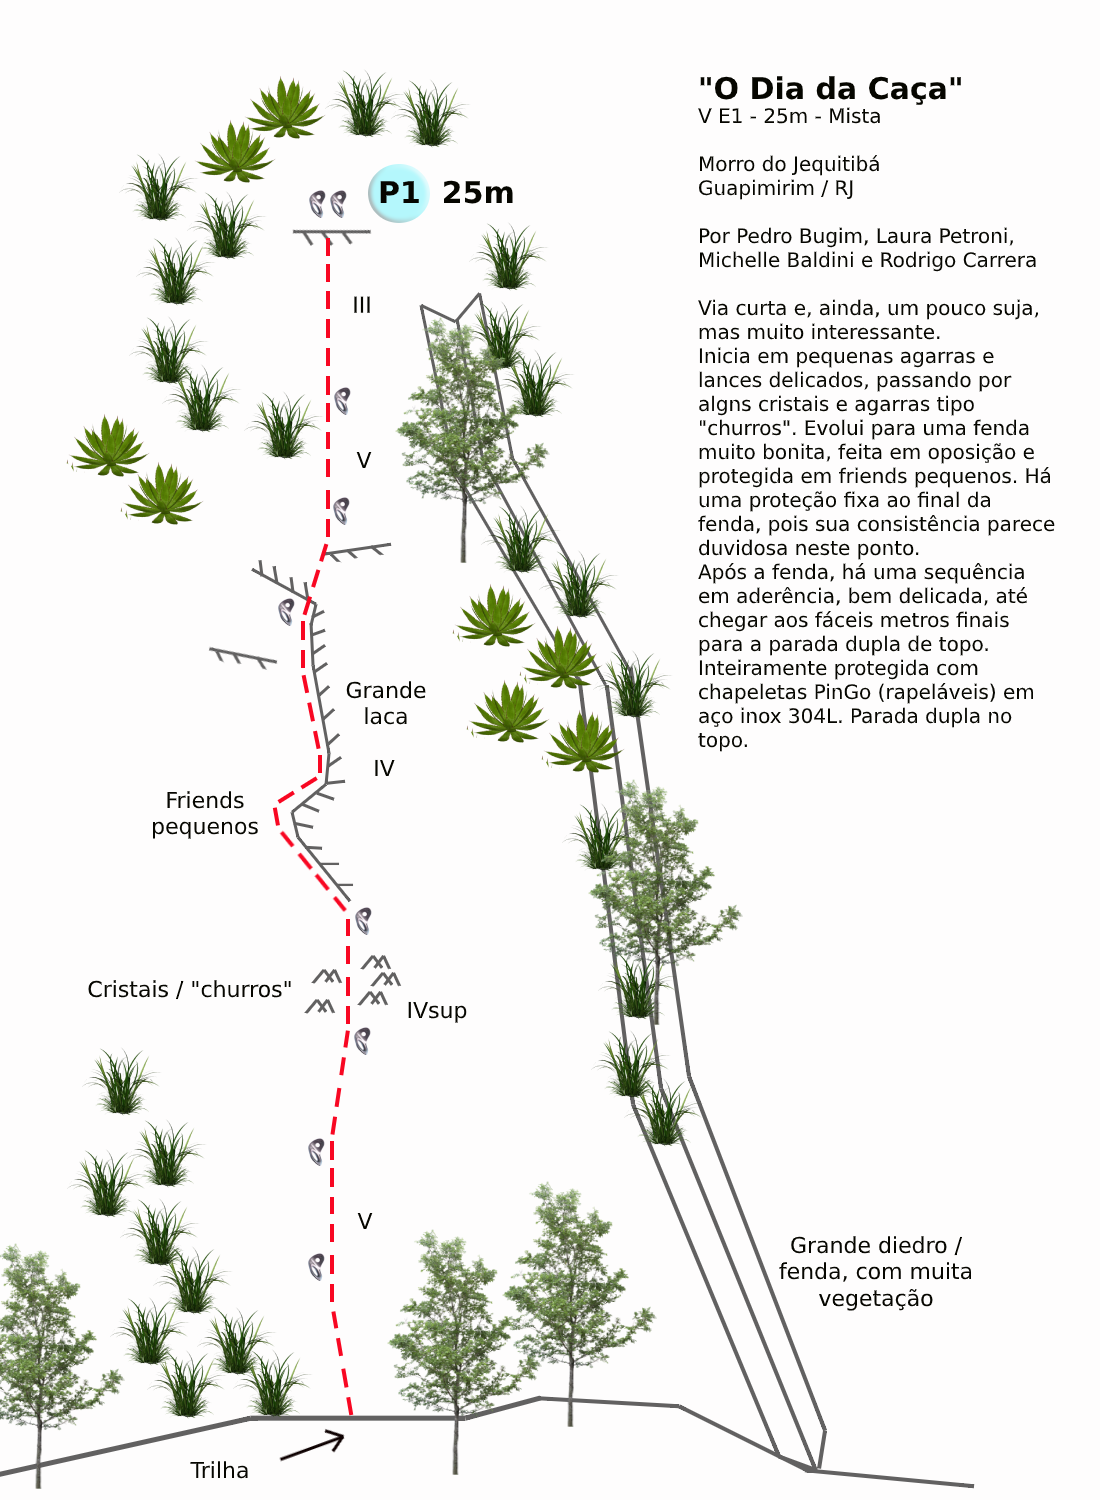 "O Dia da Caça"
V E1 - 25m - Mista
Morro do Jequitibá
Guapimirim / RJ
Por Pedro Bugim, Laura Petroni,
Michelle Baldini e Rodrigo Carrera
Via curta e, ainda, um pouco suja,
mas muito interessante.
Inicia em pequenas agarras e
lances delicados, passando por
algns cristais e agarras tipo
"churros". Evolui para uma fenda
muito bonita, feita em oposição e
protegida em friends pequenos. Há
uma proteção fixa ao final da
fenda, pois sua consistência parece
duvidosa neste ponto.
Após a fenda, há uma sequência
em aderência, bem delicada, até
chegar aos fáceis metros finais
para a parada dupla de topo.
Inteiramente protegida com
chapeletas PinGo (rapeláveis) em
aço inox 304L. Parada dupla no
topo.
P1 25m
III
V
Grande
laca
IV
Friends
pequenos
Cristais / "churros"
IVsup
V
Grande diedro /
fenda, com muita
vegetação
Trilha